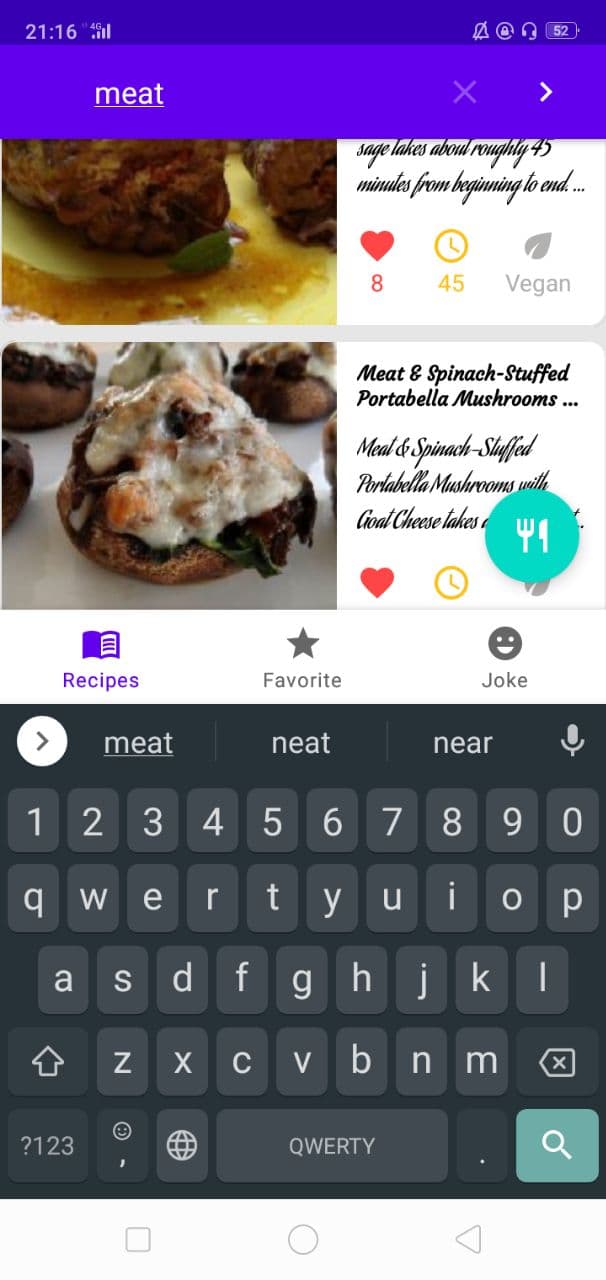 21:16 4G 52
meat
sage takes about roughly 45
minutes from beginning to end. ...
8 45 Vegan
Meat & Spinach-Stuffed
Portabella Mushrooms ...
Meat & Spinach-Stuffed
Portabella Mushrooms with
Goat Cheese takes
Recipes Favorite Joke
meat neat near
1 2 3 4 5 6 7 8 9 0
q w e r t y u i o p
a s d f g h j k l
z x c v b n m
?123 , QWERTY .